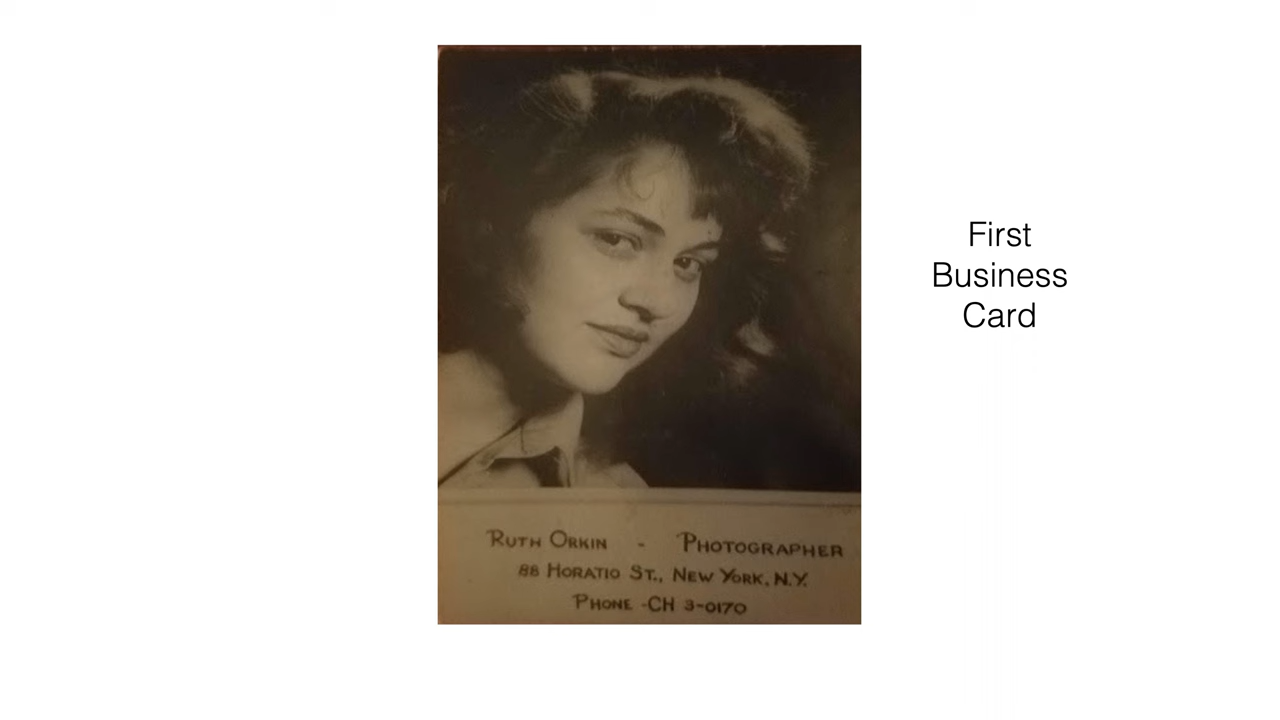 First
Business
Card
RUTH ORKIN - PHOTOGRAPHER
88 HORATIO ST., NEW YORK, N.Y.
PHONE - CH 3-0170